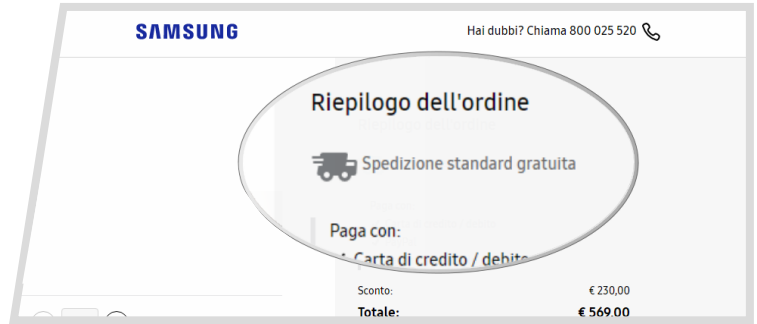 SAMSUNG
Hai dubbi? Chiama 800 025 520
Riepilogo dell'ordine
Spedizione standard gratuita
Paga con:
Carta di credito / debito
Sconto: € 230,00
Totale: € 569,00